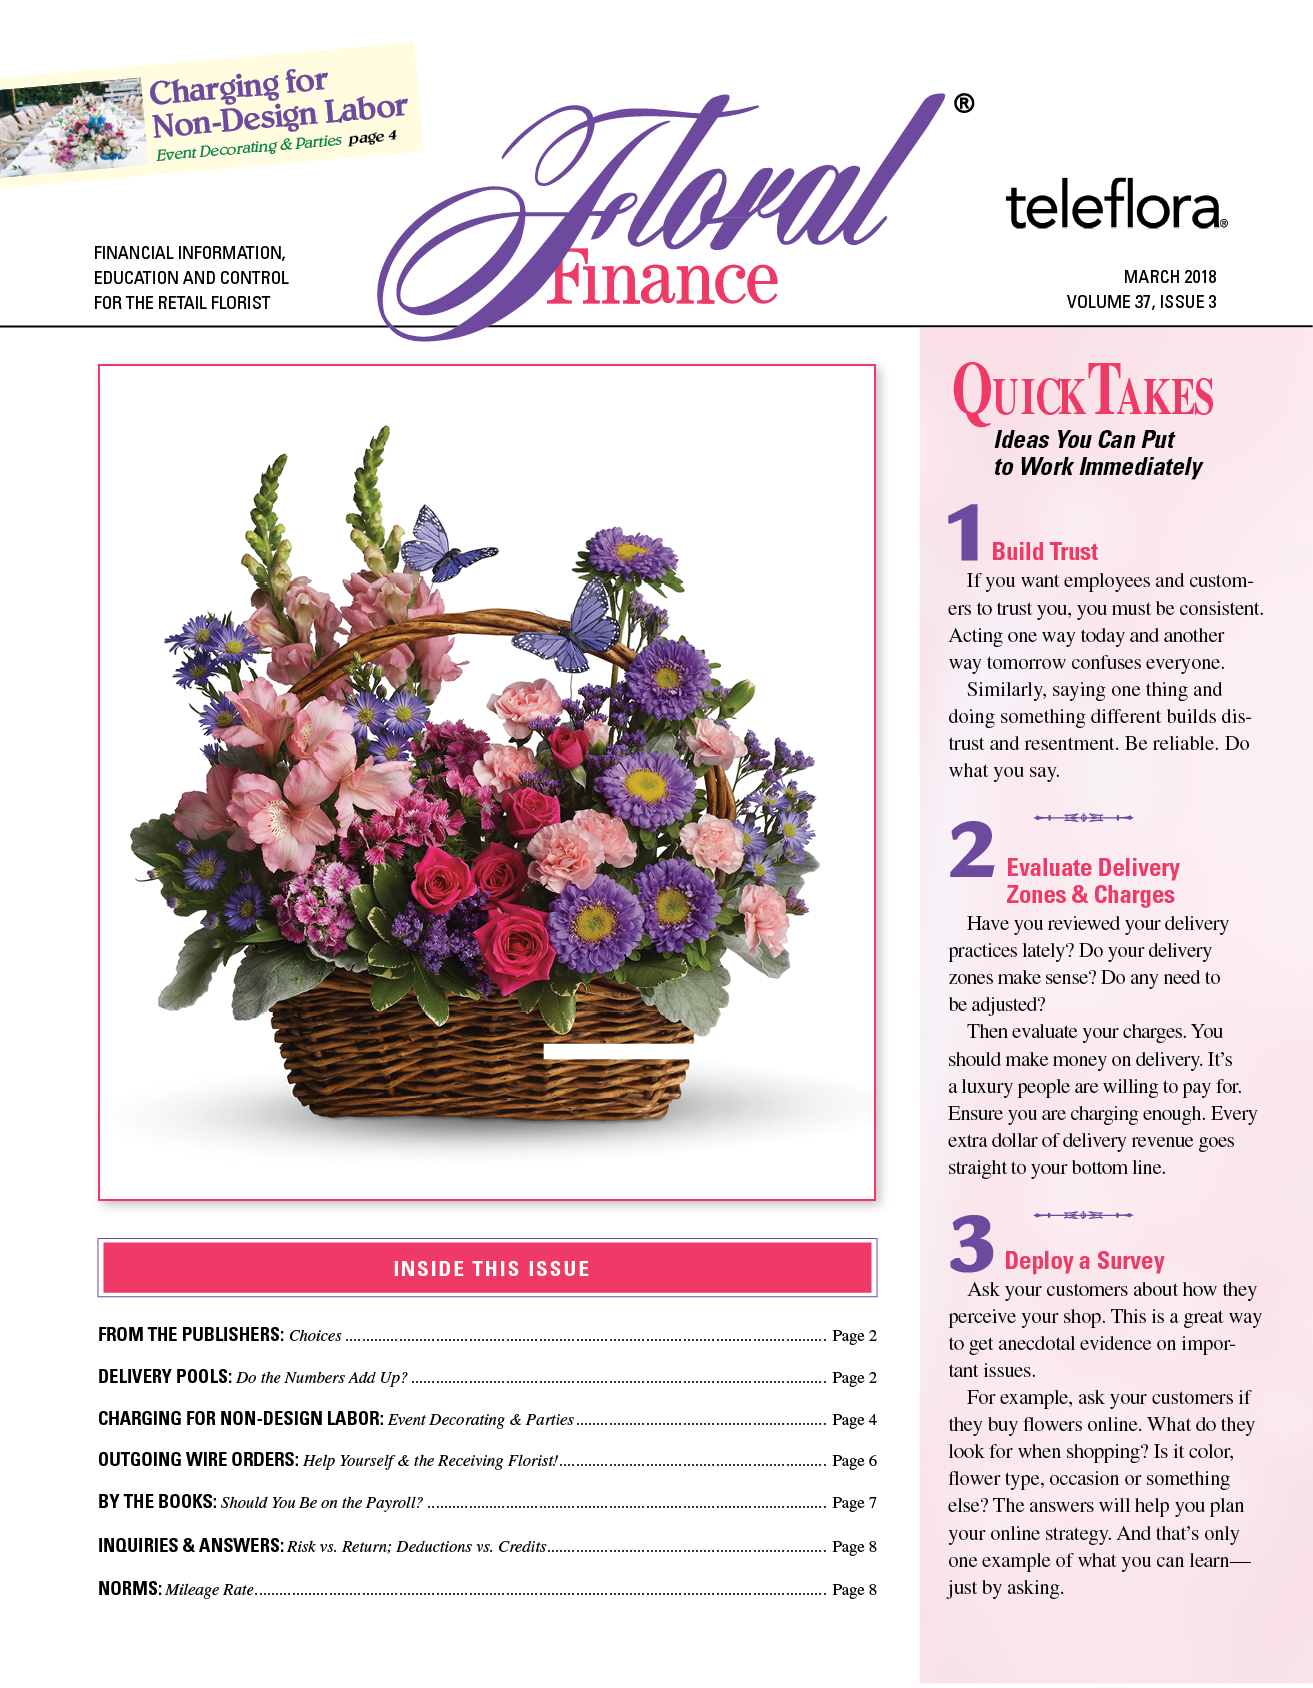 Charging for
Non-Design Labor
Event Decorating & Parties page 4
Floral ®
Finance
teleflora®
FINANCIAL INFORMATION,
EDUCATION AND CONTROL
FOR THE RETAIL FLORIST
MARCH 2018
VOLUME 37, ISSUE 3
INSIDE THIS ISSUE
FROM THE PUBLISHERS: Choices ........ Page 2
DELIVERY POOLS: Do the Numbers Add Up? ........ Page 2
CHARGING FOR NON-DESIGN LABOR: Event Decorating & Parties ........ Page 4
OUTGOING WIRE ORDERS: Help Yourself & the Receiving Florist! ........ Page 6
BY THE BOOKS: Should You Be on the Payroll? ........ Page 7
INQUIRIES & ANSWERS: Risk vs. Return; Deductions vs. Credits ........ Page 8
NORMS: Mileage Rate ........ Page 8
QUICKTAKES
Ideas You Can Put
to Work Immediately
1 Build Trust
If you want employees and custom-
ers to trust you, you must be consistent.
Acting one way today and another
way tomorrow confuses everyone.
Similarly, saying one thing and
doing something different builds dis-
trust and resentment. Be reliable. Do
what you say.
2 Evaluate Delivery
Zones & Charges
Have you reviewed your delivery
practices lately? Do your delivery
zones make sense? Do any need to
be adjusted?
Then evaluate your charges. You
should make money on delivery. It's
a luxury people are willing to pay for.
Ensure you are charging enough. Every
extra dollar of delivery revenue goes
straight to your bottom line.
3 Deploy a Survey
Ask your customers about how they
perceive your shop. This is a great way
to get anecdotal evidence on impor-
tant issues.
For example, ask your customers if
they buy flowers online. What do they
look for when shopping? Is it color,
flower type, occasion or something
else? The answers will help you plan
your online strategy. And that's only
one example of what you can learn—
just by asking.